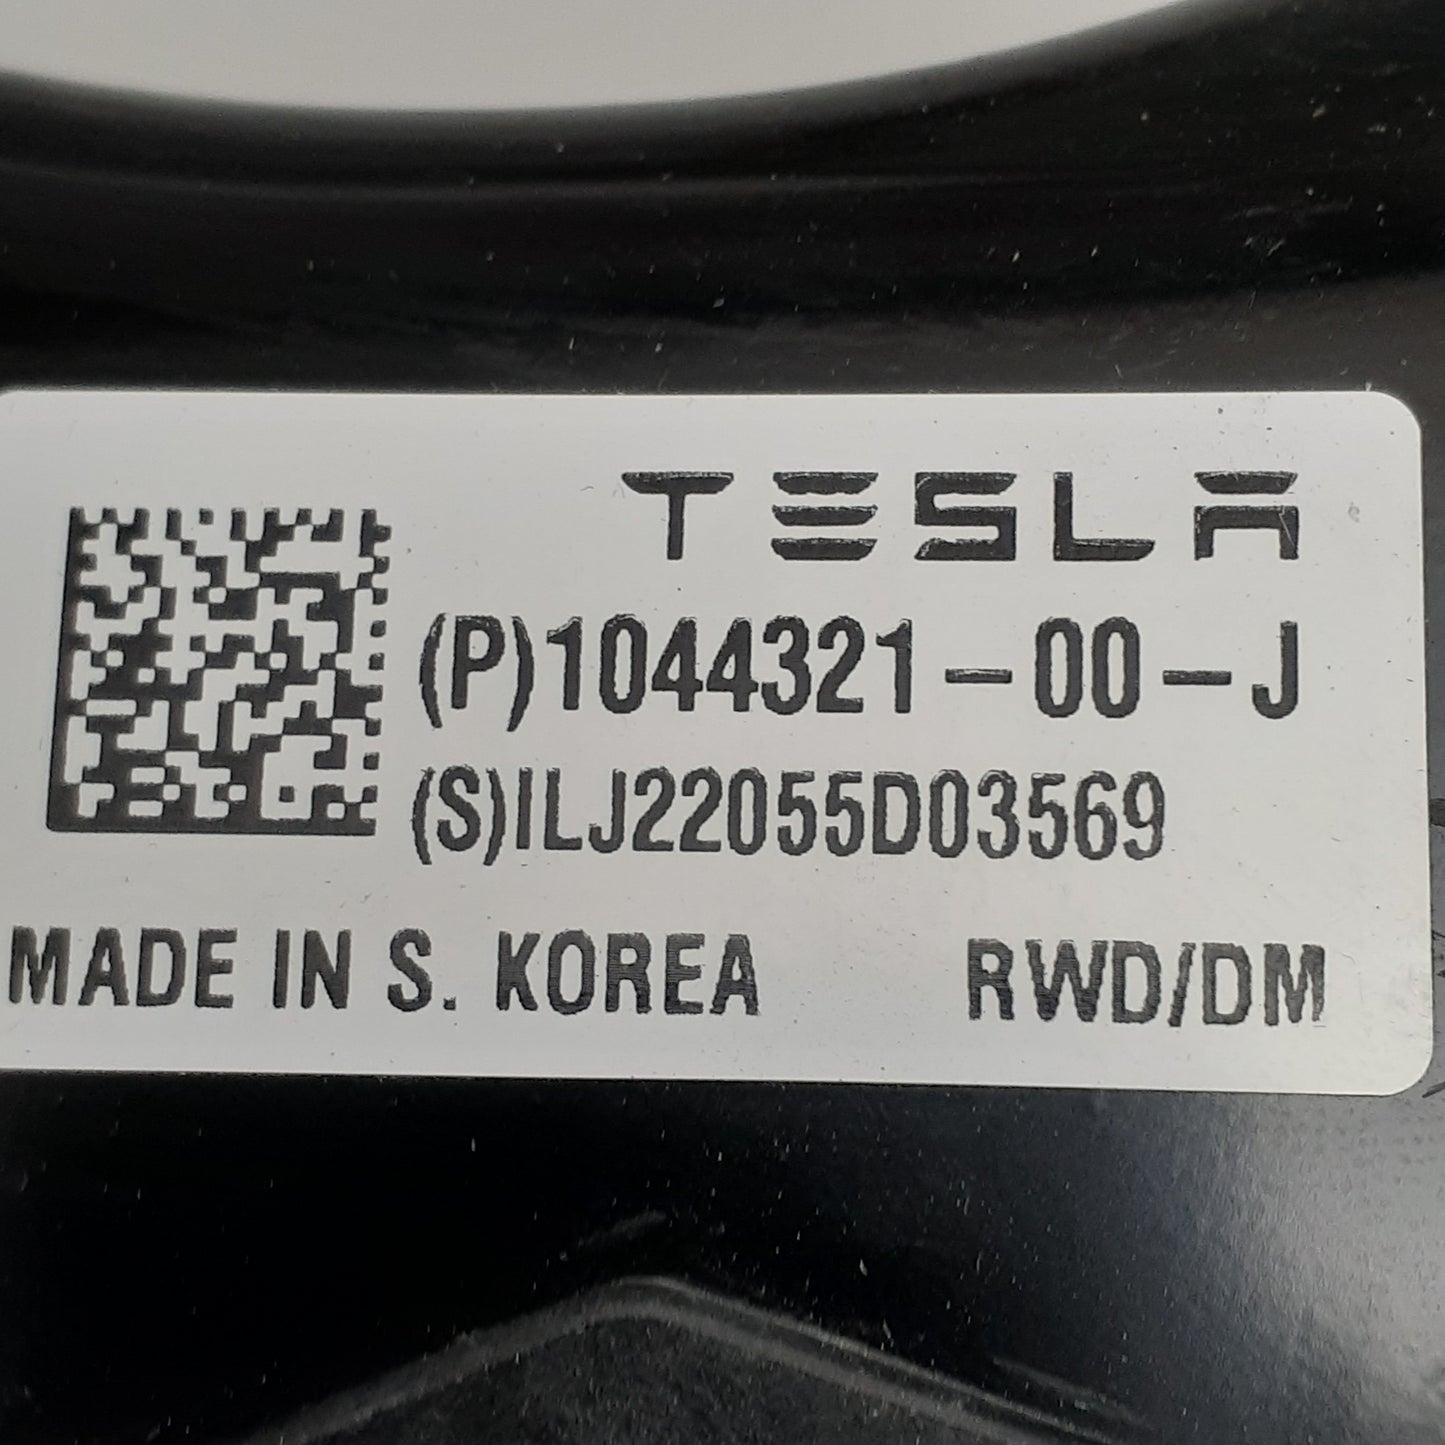 TESLA
(P)1044321-00-J
(S)ILJ22055D03569
MADE IN S. KOREA RWD/DM